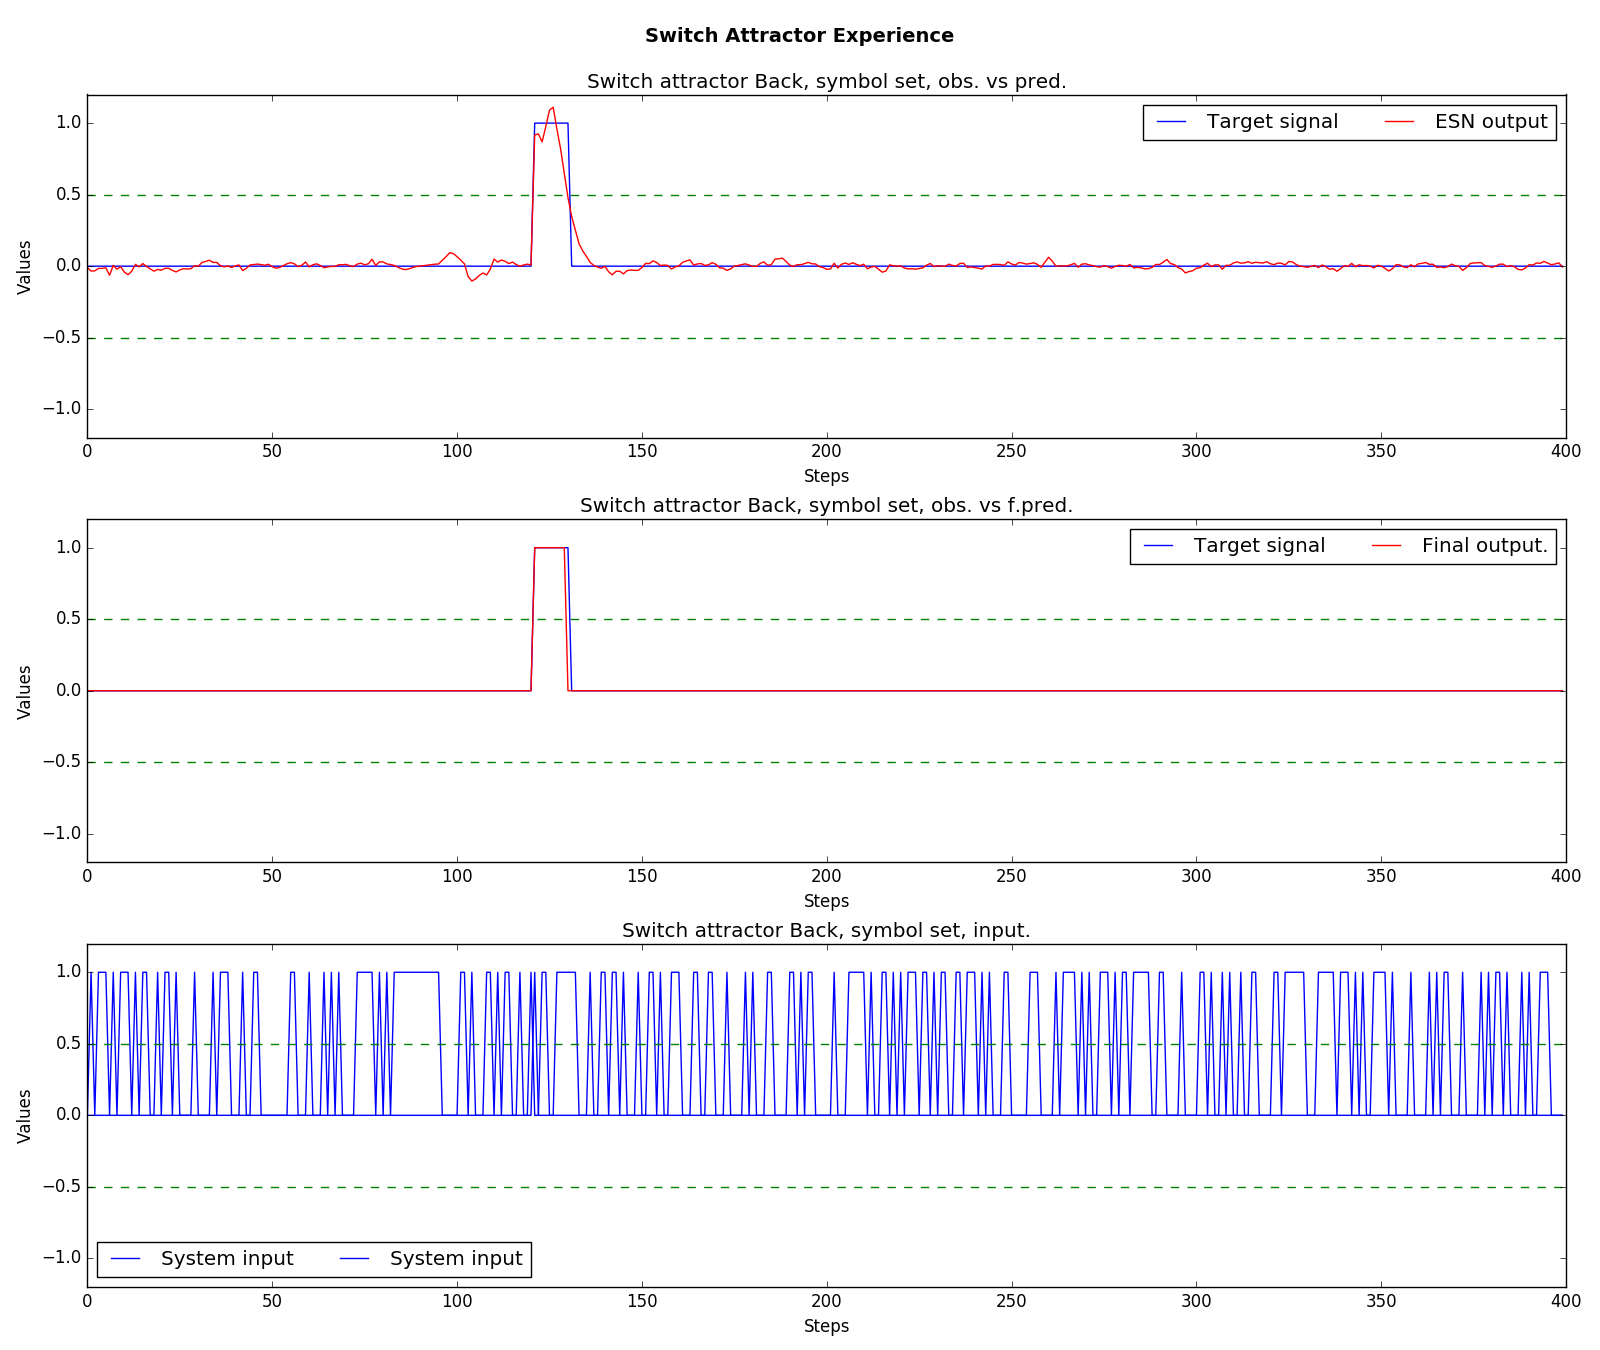 Switch Attractor Experience
Switch attractor Back, symbol set, obs. vs pred.
Target signal ESN output
1.0
0.5
0.0
−0.5
−1.0
Values
0 50 100 150 200 250 300 350 400
Steps
Switch attractor Back, symbol set, obs. vs f.pred.
Target signal Final output.
1.0
0.5
0.0
−0.5
−1.0
Values
0 50 100 150 200 250 300 350 400
Steps
Switch attractor Back, symbol set, input.
1.0
0.5
0.0
−0.5
−1.0
Values
System input System input
0 50 100 150 200 250 300 350 400
Steps